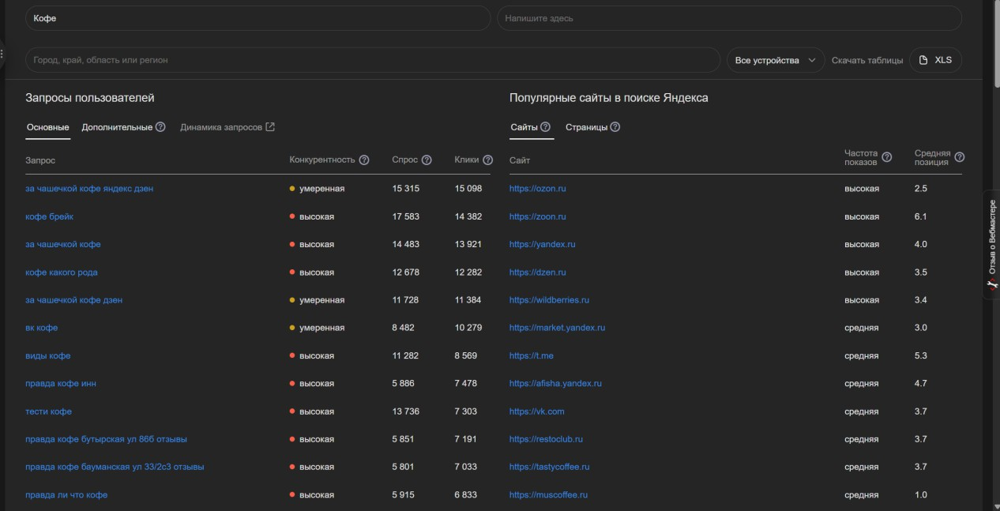 Кофе
Напишите здесь
Город, край, область или регион
Все устройства
Скачать таблицы
XLS
Запросы пользователей
Основные Дополнительные Динамика запросов
Запрос Конкурентность Спрос Клики
за чашечкой кофе яндекс дзен умеренная 15 315 15 098
кофе брейк высокая 17 583 14 382
за чашечкой кофе высокая 14 483 13 921
кофе какого рода высокая 12 678 12 282
за чашечкой кофе дзен умеренная 11 728 11 384
вк кофе умеренная 8 482 10 279
виды кофе высокая 11 282 8 569
правда кофе инн высокая 5 886 7 478
тести кофе высокая 13 736 7 303
правда кофе бутырская ул 86б отзывы высокая 5 851 7 191
правда кофе бауманская ул 33/2с3 отзывы высокая 5 801 7 033
правда ли что кофе высокая 5 915 6 833
Популярные сайты в поиске Яндекса
Сайты Страницы
Сайт Частота показов Средняя позиция
https://ozon.ru высокая 2.5
https://zoon.ru высокая 6.1
https://yandex.ru высокая 4.0
https://dzen.ru высокая 3.5
https://wildberries.ru высокая 3.4
https://market.yandex.ru средняя 3.0
https://t.me средняя 5.3
https://afisha.yandex.ru средняя 4.7
https://vk.com средняя 3.7
https://restoclub.ru средняя 3.7
https://tastycoffee.ru средняя 3.7
https://muscoffee.ru средняя 1.0
Отзыв о Вебмастере